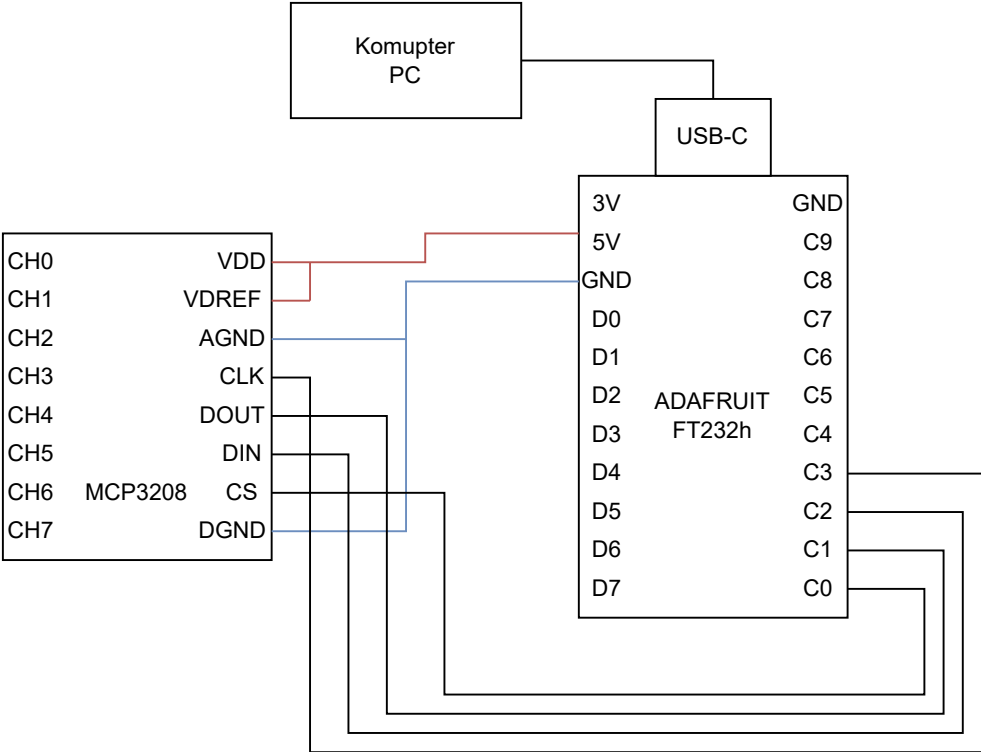 Komupter
PC
USB-C
3V
GND
5V
C9
GND
C8
D0
C7
D1
C6
D2
C5
D3
C4
D4
C3
D5
C2
D6
C1
D7
C0
ADAFRUIT
FT232h
CH0
VDD
CH1
VDREF
CH2
AGND
CH3
CLK
CH4
DOUT
CH5
DIN
CH6
MCP3208
CS
CH7
DGND